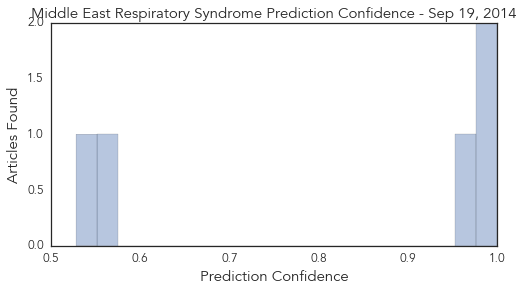 Middle East Respiratory Syndrome Prediction Confidence - Sep 19, 2014
2.0
1.5
1.0
0.5
0.0
Articles Found
0.5 0.6 0.7 0.8 0.9 1.0
Prediction Confidence